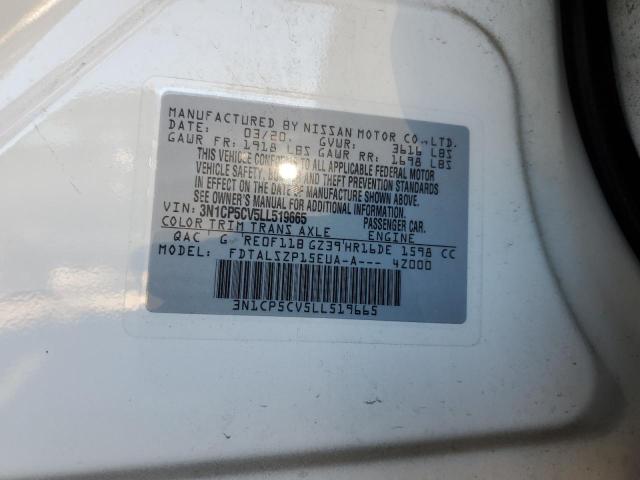 MANUFACTURED BY NISSAN MOTOR CO.,LTD.
DATE: 03/20 GVWR: 3616 LBS
GAWR FR: 1918 LBS GAWR RR: 1698 LBS
THIS VEHICLE CONFORMS TO ALL APPLICABLE FEDERAL MOTOR
VEHICLE SAFETY, BUMPER, AND THEFT PREVENTION STANDARDS
IN EFFECT ON THE DATE OF MANUFACTURE SHOWN ABOVE.
SEE OWNER'S MANUAL FOR ADDITIONAL INFORMATION.
VIN: 3N1CP5CV5LL519665 PASSENGER CAR
COLOR TRIM TRANS AXLE ENGINE
QAC G RE0F11B GZ39 HR16DE 1598 CC
MODEL: FDTALSZP15EUA-A--- 4Z000
3N1CP5CV5LL519665